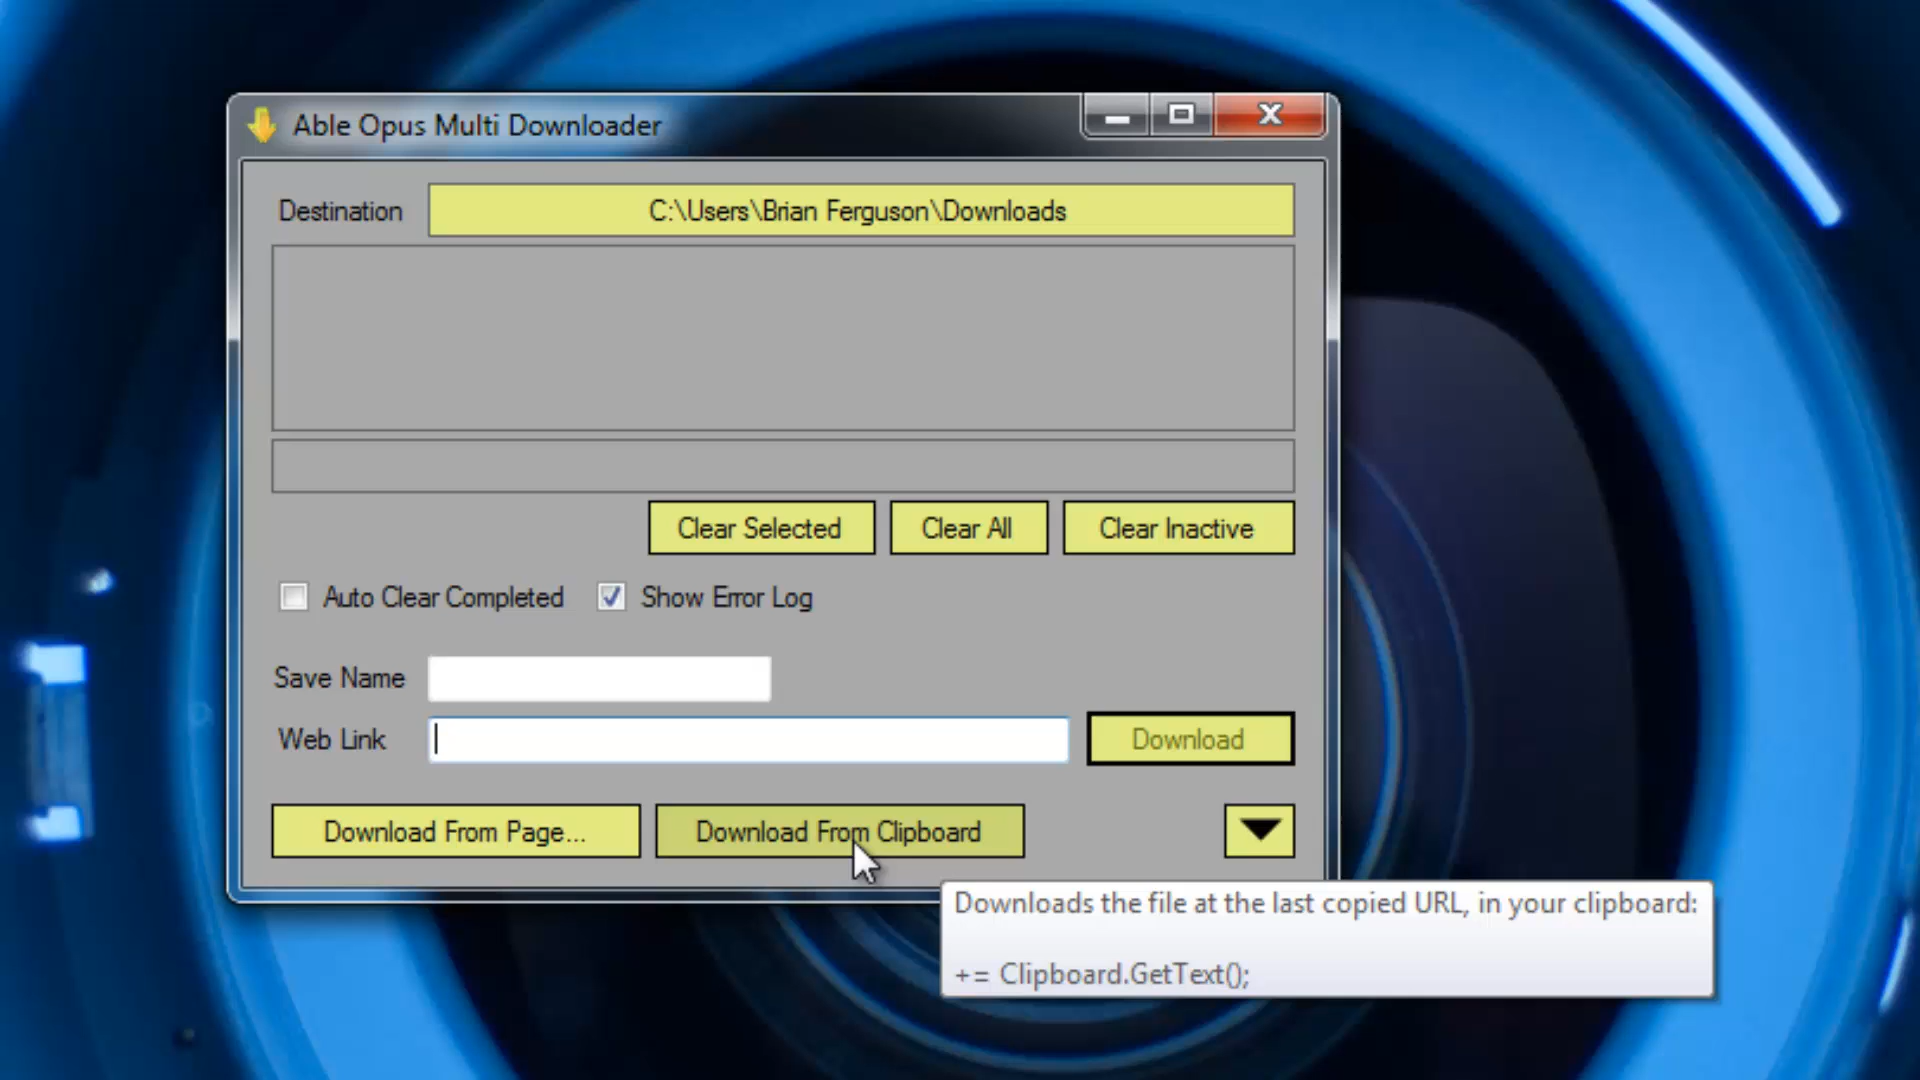 Able Opus Multi Downloader
Destination
C:\Users\Brian Ferguson\Downloads
Clear Selected
Clear All
Clear Inactive
Auto Clear Completed
Show Error Log
Save Name
Web Link
Download
Download From Page...
Download From Clipboard
Downloads the file at the last copied URL, in your clipboard:
+= Clipboard.GetText();